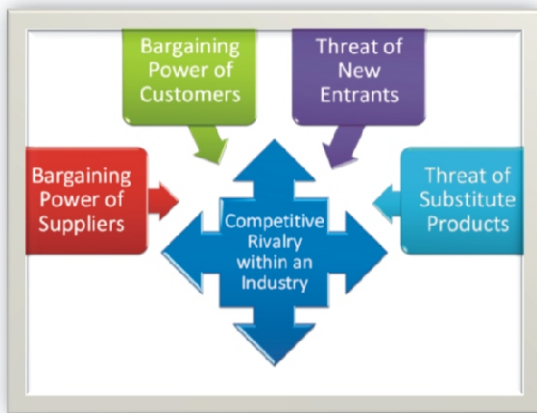 Bargaining
Power of
Customers
Threat of
New
Entrants
Bargaining
Power of
Suppliers
Threat of
Substitute
Products
Competitive
Rivalry
within an
Industry